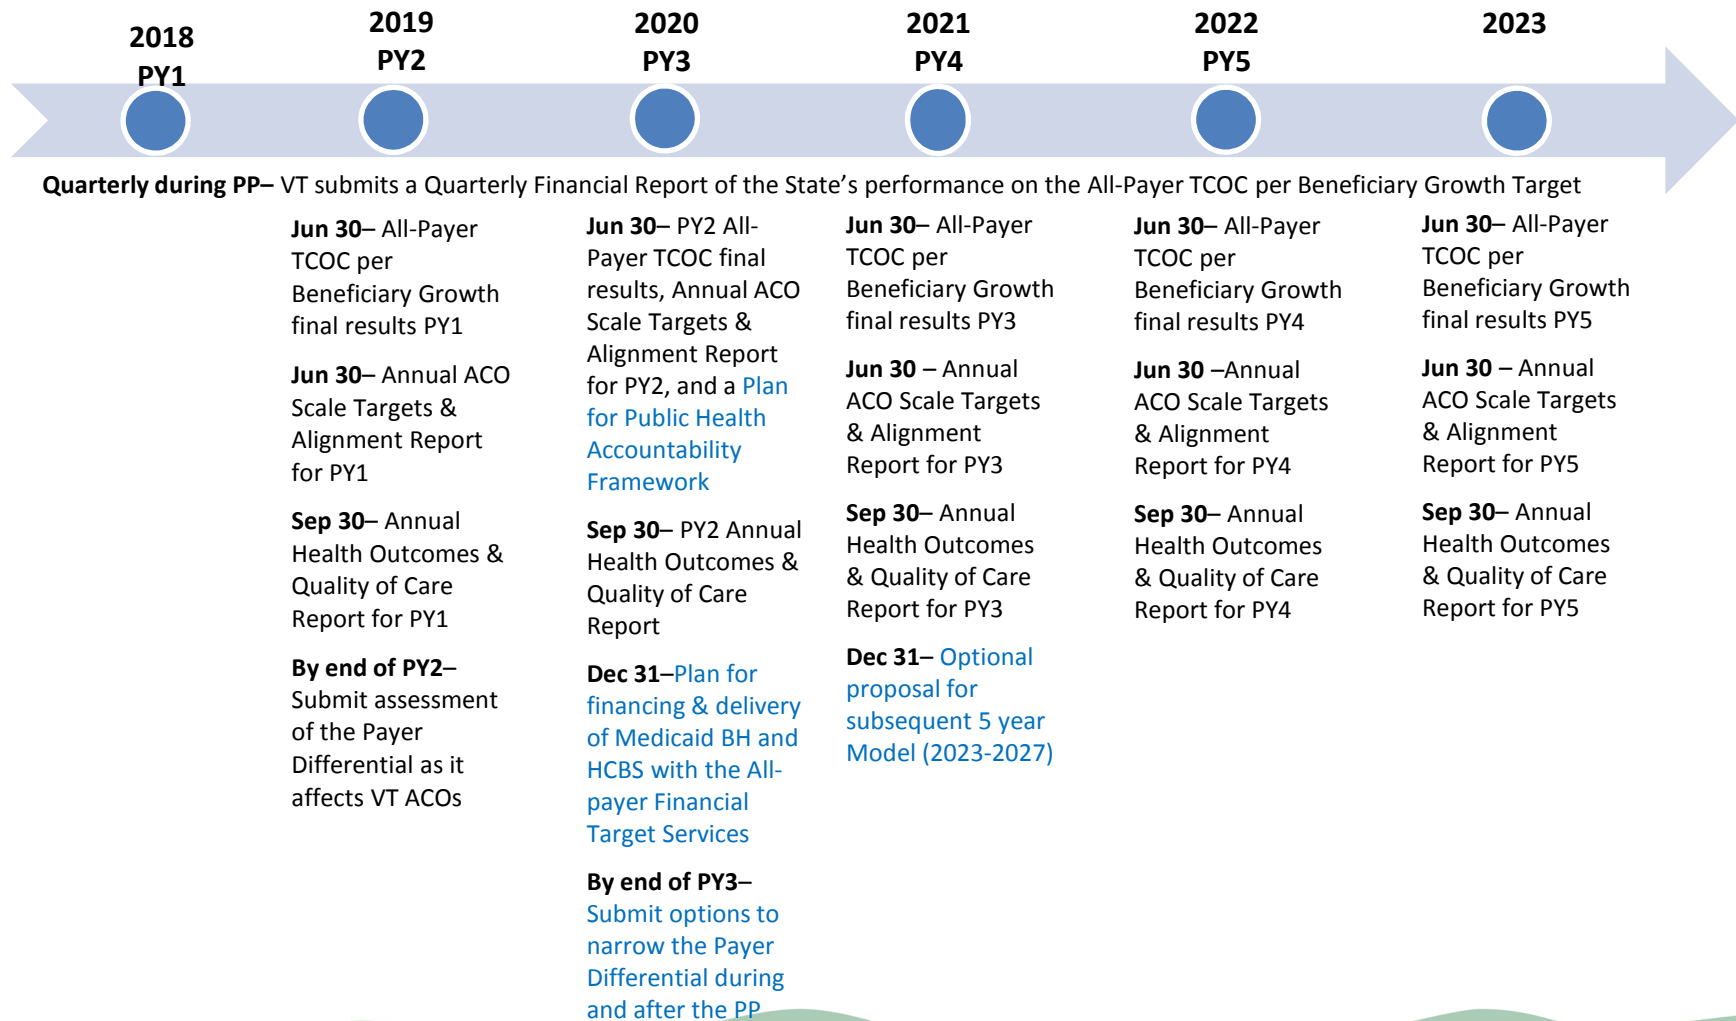 2018
PY1
2019
PY2
2020
PY3
2021
PY4
2022
PY5
2023
Quarterly during PP– VT submits a Quarterly Financial Report of the State’s performance on the All-Payer TCOC per Beneficiary Growth Target
Jun 30– All-Payer
TCOC per
Beneficiary Growth
final results PY1
Jun 30– Annual ACO
Scale Targets &
Alignment Report
for PY1
Sep 30– Annual
Health Outcomes &
Quality of Care
Report for PY1
By end of PY2–
Submit assessment
of the Payer
Differential as it
affects VT ACOs
Jun 30– PY2 All-
Payer TCOC final
results, Annual ACO
Scale Targets &
Alignment Report
for PY2, and a Plan
for Public Health
Accountability
Framework
Sep 30– PY2 Annual
Health Outcomes &
Quality of Care
Report
Dec 31–Plan for
financing & delivery
of Medicaid BH and
HCBS with the All-
payer Financial
Target Services
By end of PY3–
Submit options to
narrow the Payer
Differential during
and after the PP
Jun 30– All-Payer
TCOC per
Beneficiary Growth
final results PY3
Jun 30 – Annual
ACO Scale Targets
& Alignment
Report for PY3
Sep 30– Annual
Health Outcomes
& Quality of Care
Report for PY3
Dec 31– Optional
proposal for
subsequent 5 year
Model (2023-2027)
Jun 30– All-Payer
TCOC per
Beneficiary Growth
final results PY4
Jun 30 –Annual
ACO Scale Targets
& Alignment
Report for PY4
Sep 30– Annual
Health Outcomes
& Quality of Care
Report for PY4
Jun 30– All-Payer
TCOC per
Beneficiary Growth
final results PY5
Jun 30 – Annual
ACO Scale Targets
& Alignment
Report for PY5
Sep 30– Annual
Health Outcomes
& Quality of Care
Report for PY5